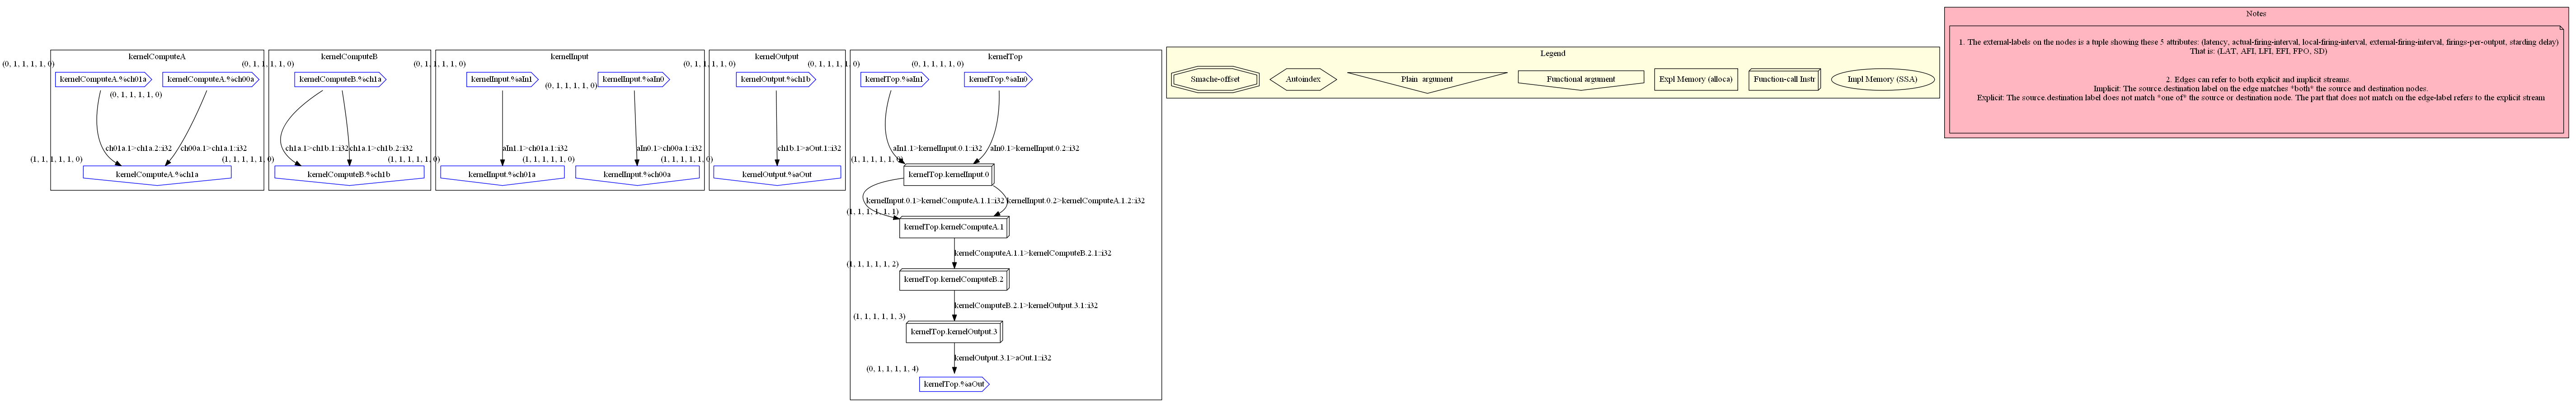 kernelComputeA
(0, 1, 1, 1, 1, 0)
kernelComputeA.%ch01a
(0, 1, 1, 1, 1, 0)
kernelComputeA.%ch00a
ch01a.1>ch1a.2::i32
ch00a.1>ch1a.1::i32
(1, 1, 1, 1, 1, 0)
kernelComputeA.%ch1a
kernelComputeB
(0, 1, 1, 1, 1, 0)
kernelComputeB.%ch1a
ch1a.1>ch1b.1::i32
ch1a.1>ch1b.2::i32
(1, 1, 1, 1, 1, 0)
kernelComputeB.%ch1b
kernelInput
(0, 1, 1, 1, 1, 0)
kernelInput.%aIn1
(0, 1, 1, 1, 1, 0)
kernelInput.%aIn0
aIn1.1>ch01a.1::i32
aIn0.1>ch00a.1::i32
(1, 1, 1, 1, 1, 0)
kernelInput.%ch01a
(1, 1, 1, 1, 1, 0)
kernelInput.%ch00a
kernelOutput
(0, 1, 1, 1, 1, 0)
kernelOutput.%ch1b
ch1b.1>aOut.1::i32
(1, 1, 1, 1, 1, 0)
kernelOutput.%aOut
kernelTop
(0, 1, 1, 1, 1, 0)
kernelTop.%aIn1
(0, 1, 1, 1, 1, 0)
kernelTop.%aIn0
aIn1.1>kernelInput.0.1::i32
aIn0.1>kernelInput.0.2::i32
(1, 1, 1, 1, 1, 0)
kernelTop.kernelInput.0
kernelInput.0.1>kernelComputeA.1.1::i32
kernelInput.0.2>kernelComputeA.1.2::i32
(1, 1, 1, 1, 1, 1)
kernelTop.kernelComputeA.1
kernelComputeA.1.1>kernelComputeB.2.1::i32
(1, 1, 1, 1, 1, 2)
kernelTop.kernelComputeB.2
kernelComputeB.2.1>kernelOutput.3.1::i32
(1, 1, 1, 1, 1, 3)
kernelTop.kernelOutput.3
kernelOutput.3.1>aOut.1::i32
(0, 1, 1, 1, 1, 4)
kernelTop.%aOut
Legend
Smache-offset
Autoindex
Plain argument
Functional argument
Expl Memory (alloca)
Function-call Instr
Impl Memory (SSA)
Notes
1. The external-labels on the nodes is a tuple showing these 5 attributes: (latency, actual-firing-interval, local-firing-interval, external-firing-interval, firings-per-output, starding delay)
That is: (LAT, AFI, LFI, EFI, FPO, SD)
2. Edges can refer to both explicit and implicit streams.
Implicit: The source.destination label on the edge matches *both* the source and destination nodes.
Explicit: The source.destination label does not match *one of* the source or destination node. The part that does not match on the edge-label refers to the explicit stream